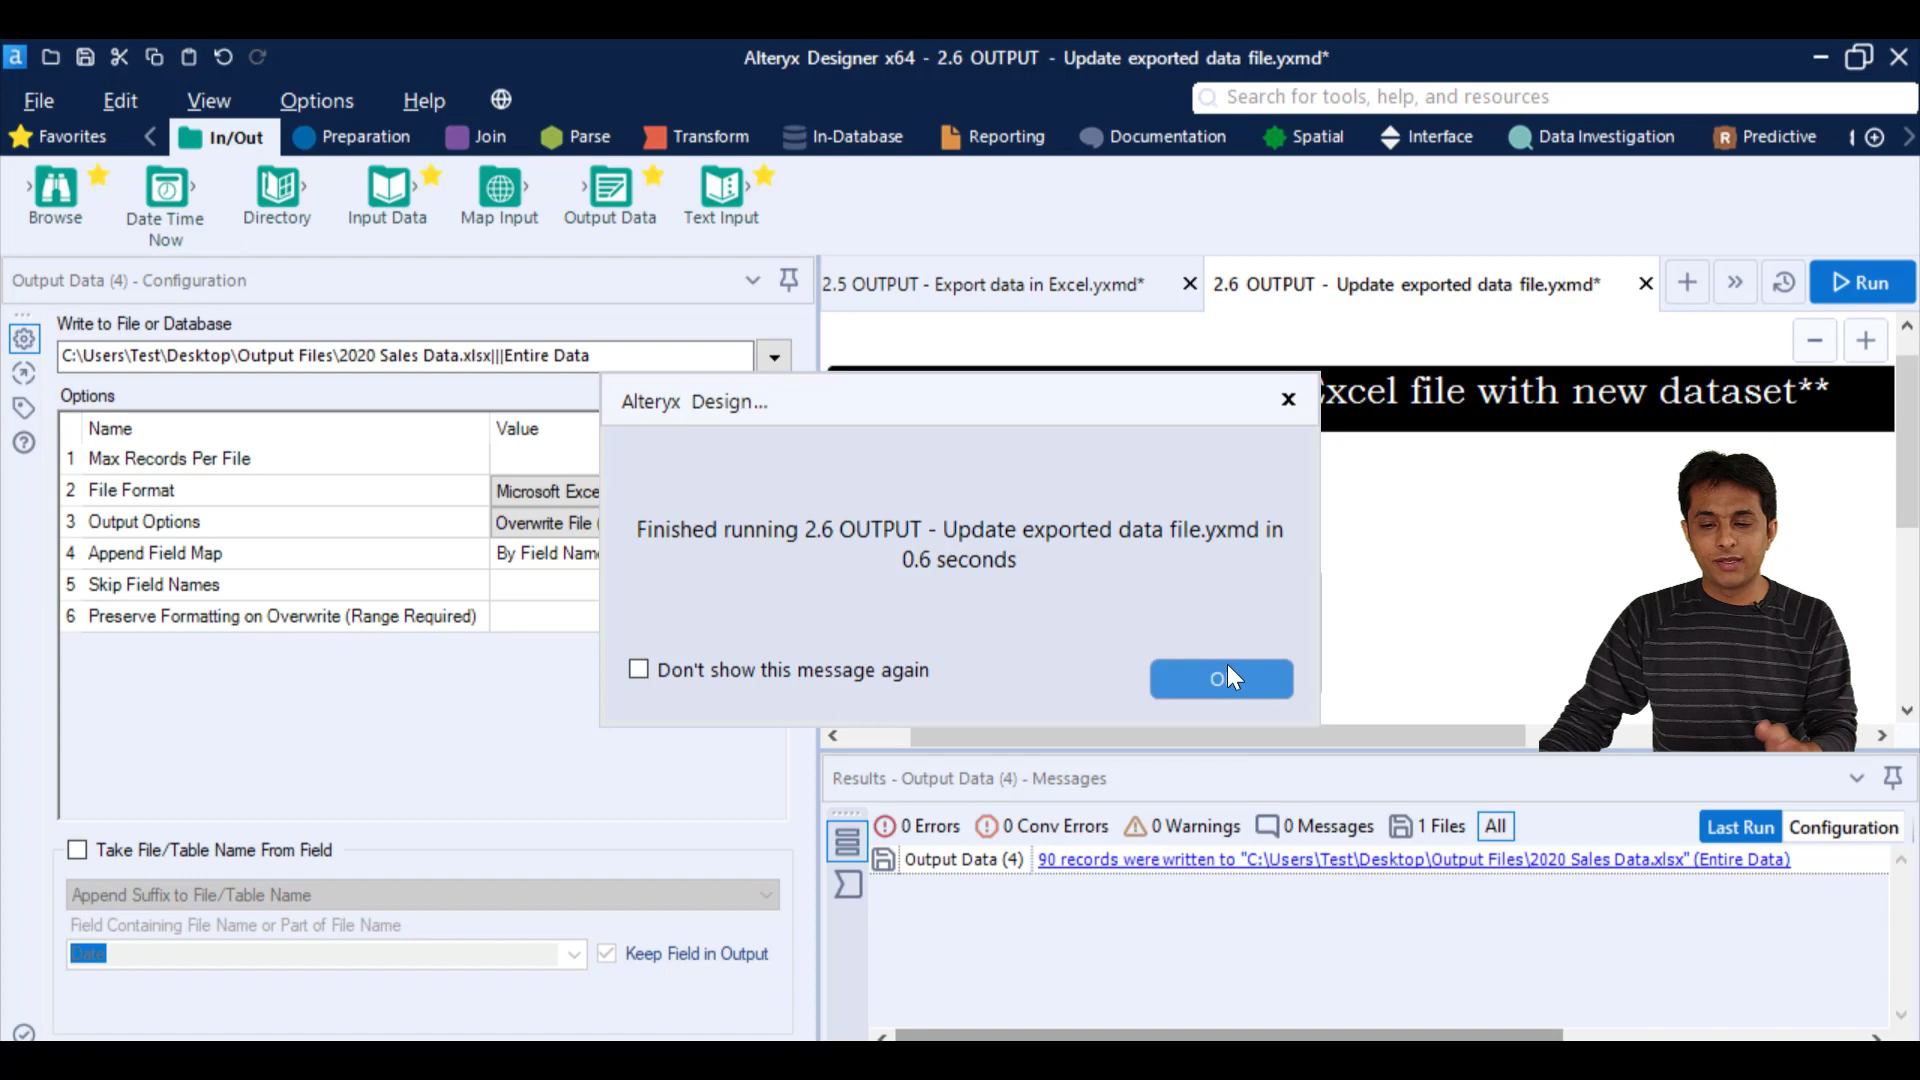 a
Alteryx Designer x64 - 2.6 OUTPUT - Update exported data file.yxmd*
File Edit View Options Help
Search for tools, help, and resources
Favorites In/Out Preparation Join Parse Transform In-Database Reporting Documentation Spatial Interface Data Investigation R Predictive
Browse Date Time Now Directory Input Data Map Input Output Data Text Input
Output Data (4) - Configuration
2.5 OUTPUT - Export data in Excel.yxmd*
2.6 OUTPUT - Update exported data file.yxmd*
Run
Write to File or Database
C:\Users\Test\Desktop\Output Files\2020 Sales Data.xlsx|||Entire Data
Options
Name Value
1 Max Records Per File
2 File Format Microsoft Exce
3 Output Options Overwrite File (
4 Append Field Map By Field Name
5 Skip Field Names
6 Preserve Formatting on Overwrite (Range Required)
Excel file with new dataset**
Alteryx Design...
Finished running 2.6 OUTPUT - Update exported data file.yxmd in
0.6 seconds
Don't show this message again
Take File/Table Name From Field
Append Suffix to File/Table Name
Field Containing File Name or Part of File Name
Date
Keep Field in Output
Results - Output Data (4) - Messages
0 Errors 0 Conv Errors 0 Warnings 0 Messages 1 Files All Last Run Configuration
Output Data (4) 90 records were written to "C:\Users\Test\Desktop\Output Files\2020 Sales Data.xlsx" (Entire Data)